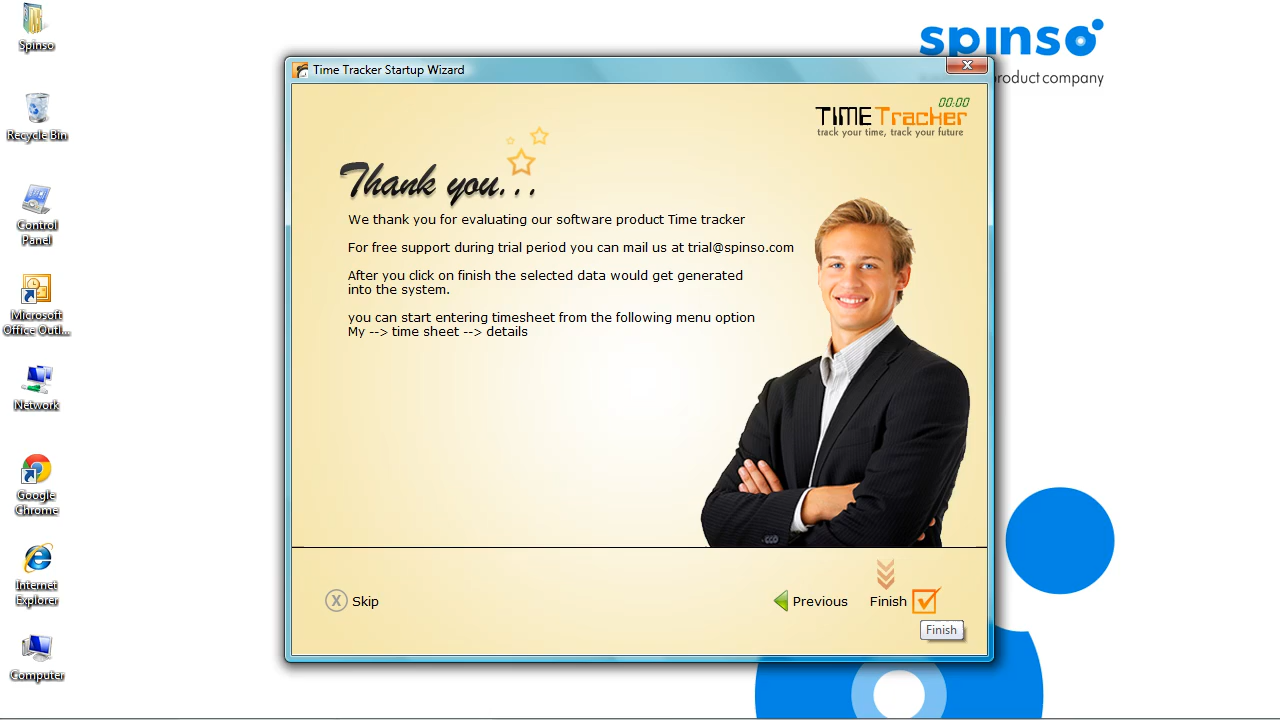 Spinso
Recycle Bin
Control
Panel
Microsoft
Office Outl...
Network
Google
Chrome
Internet
Explorer
Computer
spinso
product company
Time Tracker Startup Wizard
00:00
TIME Tracker
track your time, track your future
Thank you...
We thank you for evaluating our software product Time tracker
For free support during trial period you can mail us at trial@spinso.com
After you click on finish the selected data would get generated
into the system.
you can start entering timesheet from the following menu option
My --> time sheet --> details
X Skip
Previous
Finish
Finish